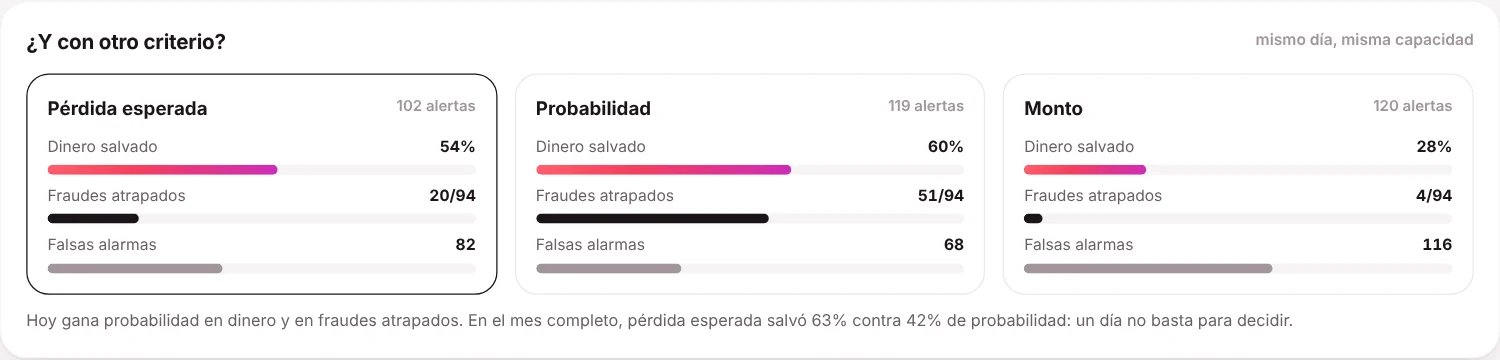 ¿Y con otro criterio?
mismo día, misma capacidad
Pérdida esperada
102 alertas
Dinero salvado
54%
Fraudes atrapados
20/94
Falsas alarmas
82
Probabilidad
119 alertas
Dinero salvado
60%
Fraudes atrapados
51/94
Falsas alarmas
68
Monto
120 alertas
Dinero salvado
28%
Fraudes atrapados
4/94
Falsas alarmas
116
Hoy gana probabilidad en dinero y en fraudes atrapados. En el mes completo, pérdida esperada salvó 63% contra 42% de probabilidad: un día no basta para decidir.